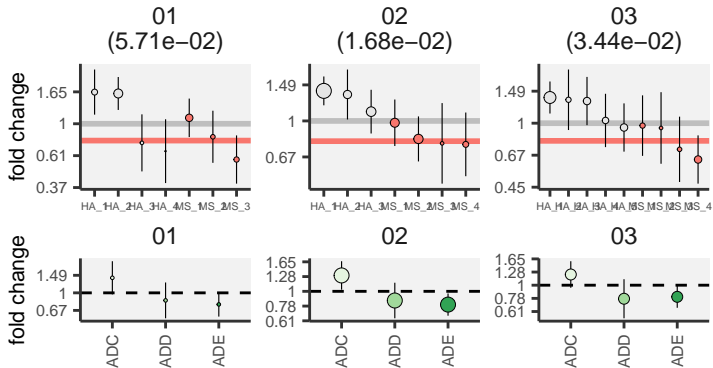 01
(5.71e−02)
02
(1.68e−02)
03
(3.44e−02)
fold change
1.65
1
0.61
0.37
1.49
1
0.67
1.49
1
0.67
0.45
HA_1 HA_2 HA_3 HA_4 MS_1 MS_2 MS_3
HA_1 HA_2 HA_3 MS_1 MS_2 MS_3 MS_4
MS_4
01
02
03
fold change
1.49
1
0.67
1.65
1.28
1
0.78
0.61
1.65
1.28
1
0.78
0.61
ADC
ADD
ADE
ADC
ADD
ADE
ADC
ADD
ADE